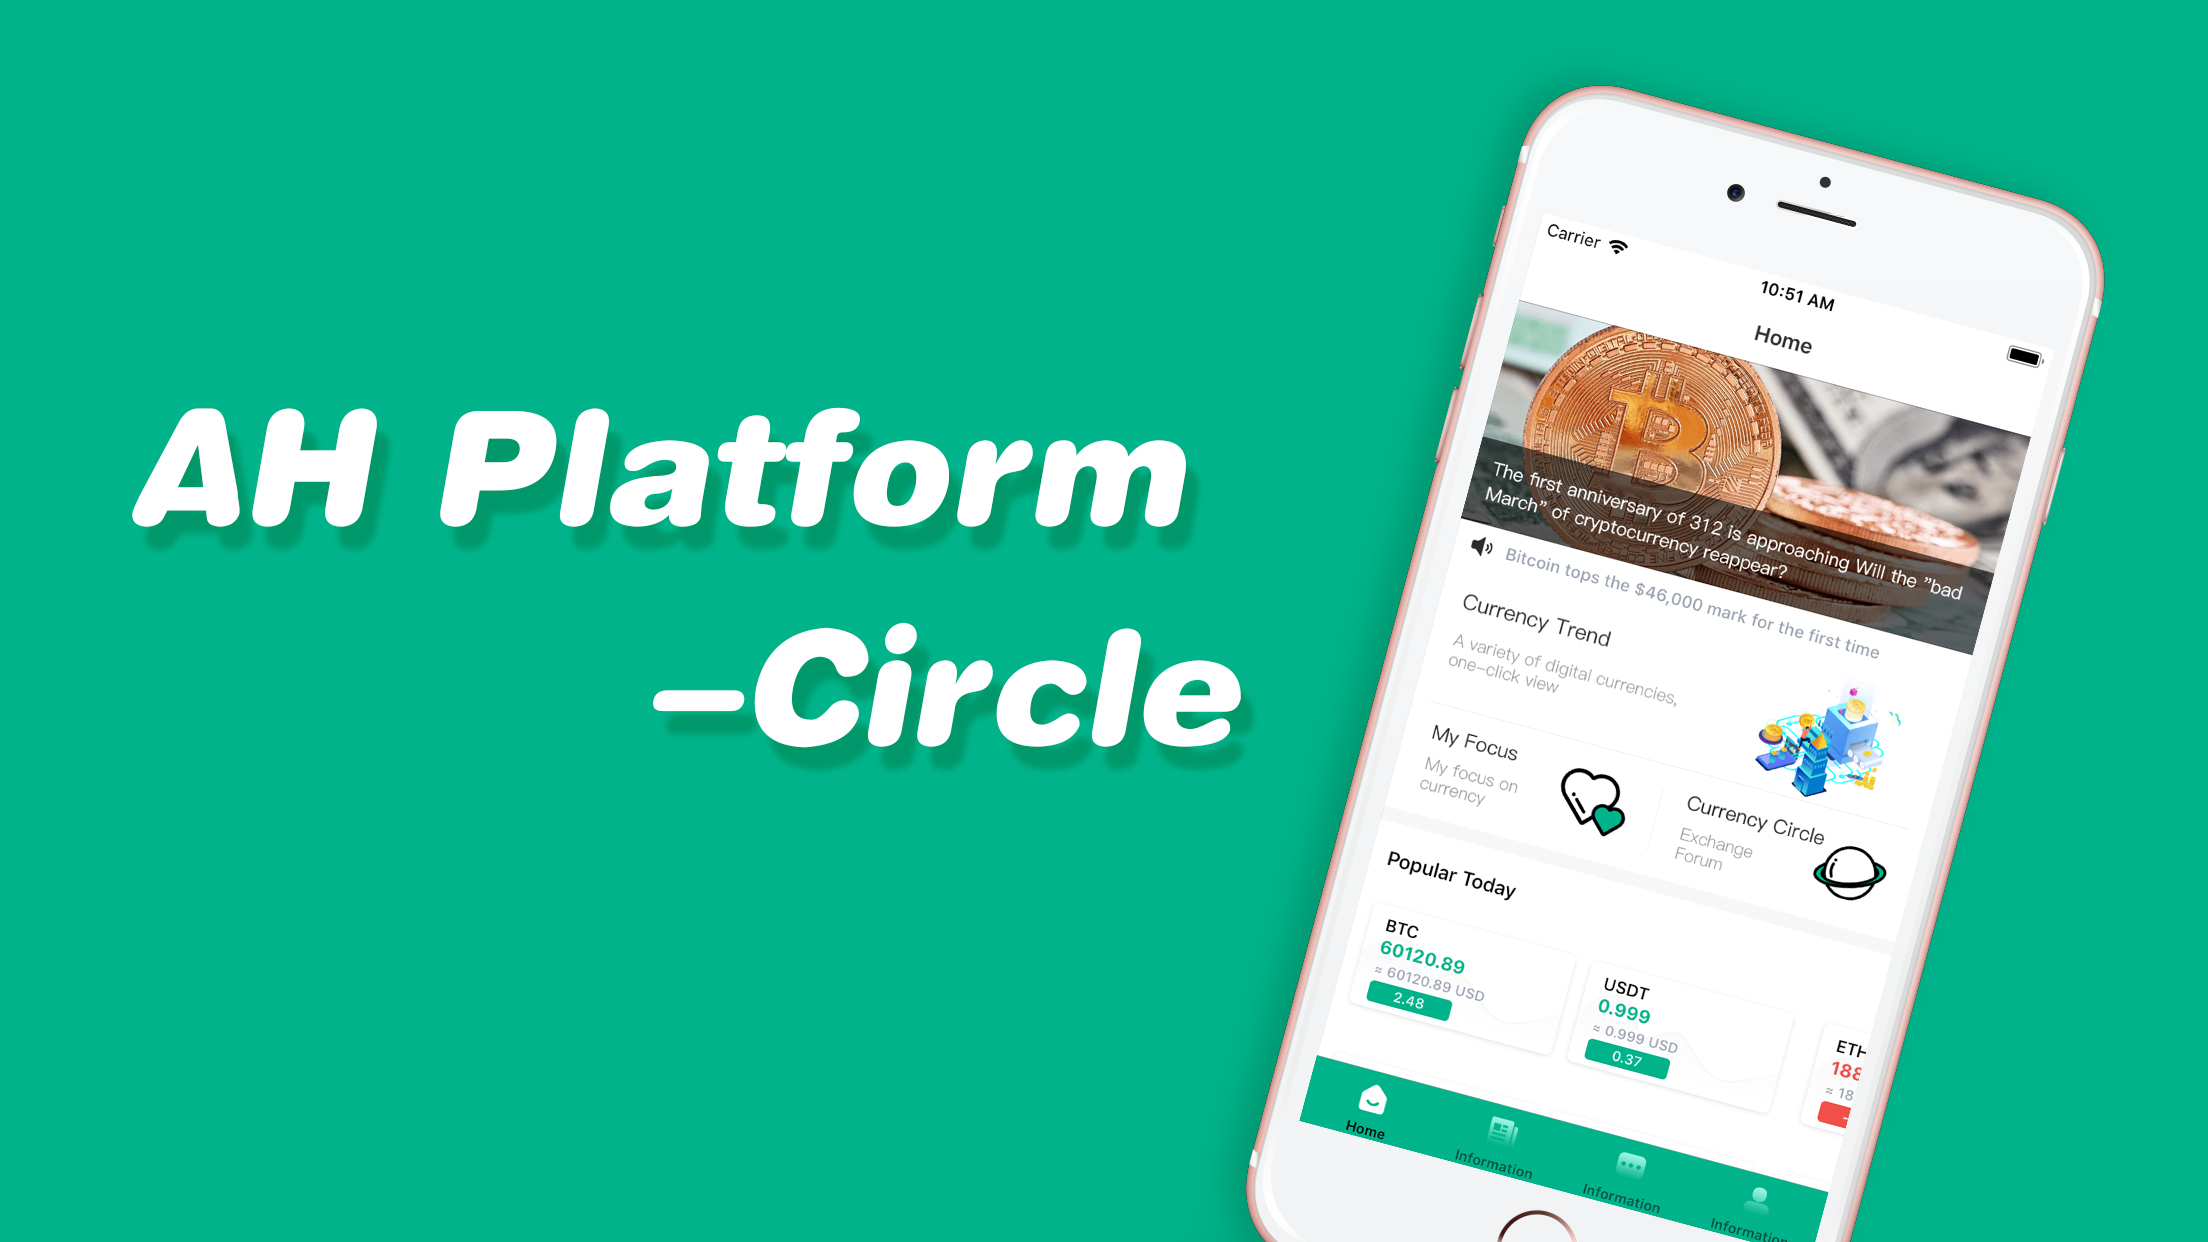 AH Platform
–Circle
Carrier
10:51 AM
Home
The first anniversary of 312 is approaching Will the "bad
March" of cryptocurrency reappear?
Bitcoin tops the $46,000 mark for the first time
Currency Trend
A variety of digital currencies,
one-click view
My Focus
My focus on
currency
Currency Circle
Exchange
Forum
Popular Today
BTC
60120.89
≈ 60120.89 USD
2.48
USDT
0.999
≈ 0.999 USD
0.37
ETH
188
≈ 18
Home
Information
Information
Information